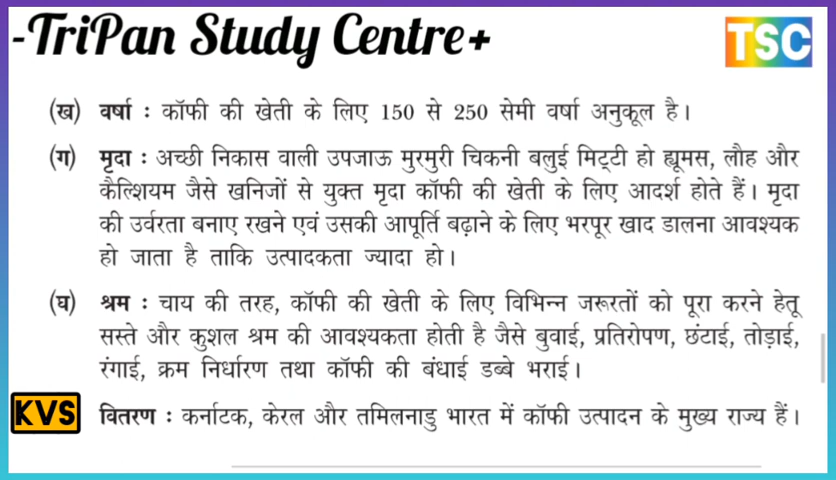 -TriPan Study Centre+
TSC
(ख) वर्षा : कॉफी की खेती के लिए 150 से 250 सेमी वर्षा अनुकूल है।
(ग) मृदा : अच्छी निकास वाली उपजाऊ मुरमुरी चिकनी बलुई मिट्टी हो ह्यूमस, लौह और
कैल्शियम जैसे खनिजों से युक्त मृदा कॉफी की खेती के लिए आदर्श होते हैं। मृदा
की उर्वरता बनाए रखने एवं उसकी आपूर्ति बढ़ाने के लिए भरपूर खाद डालना आवश्यक
हो जाता है ताकि उत्पादकता ज्यादा हो।
(घ) श्रम : चाय की तरह, कॉफी की खेती के लिए विभिन्न जरूरतों को पूरा करने हेतू
सस्ते और कुशल श्रम की आवश्यकता होती है जैसे बुवाई, प्रतिरोपण, छंटाई, तोड़ाई,
रंगाई, क्रम निर्धारण तथा कॉफी की बंधाई डब्बे भराई।
KVS
वितरण : कर्नाटक, केरल और तमिलनाडु भारत में कॉफी उत्पादन के मुख्य राज्य हैं।